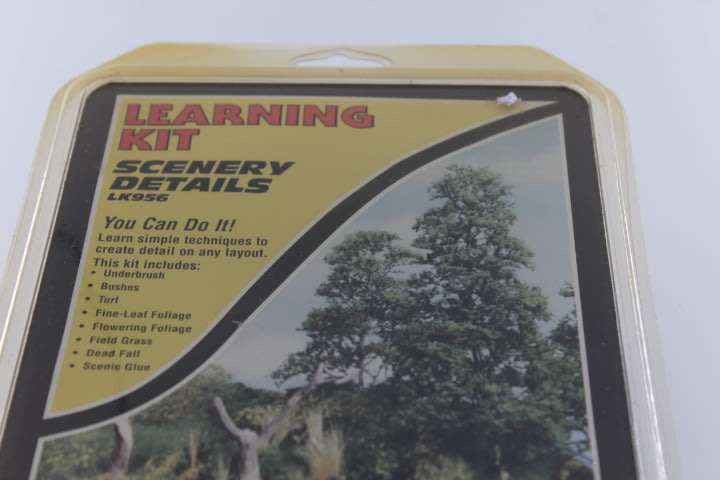 LEARNING
KIT
SCENERY
DETAILS
LK956
You Can Do It!
Learn simple techniques to
create detail on any layout.
This kit includes:
• Underbrush
• Bushes
• Turf
• Fine-Leaf Foliage
• Flowering Foliage
• Field Grass
• Dead Fall
• Scenic Glue